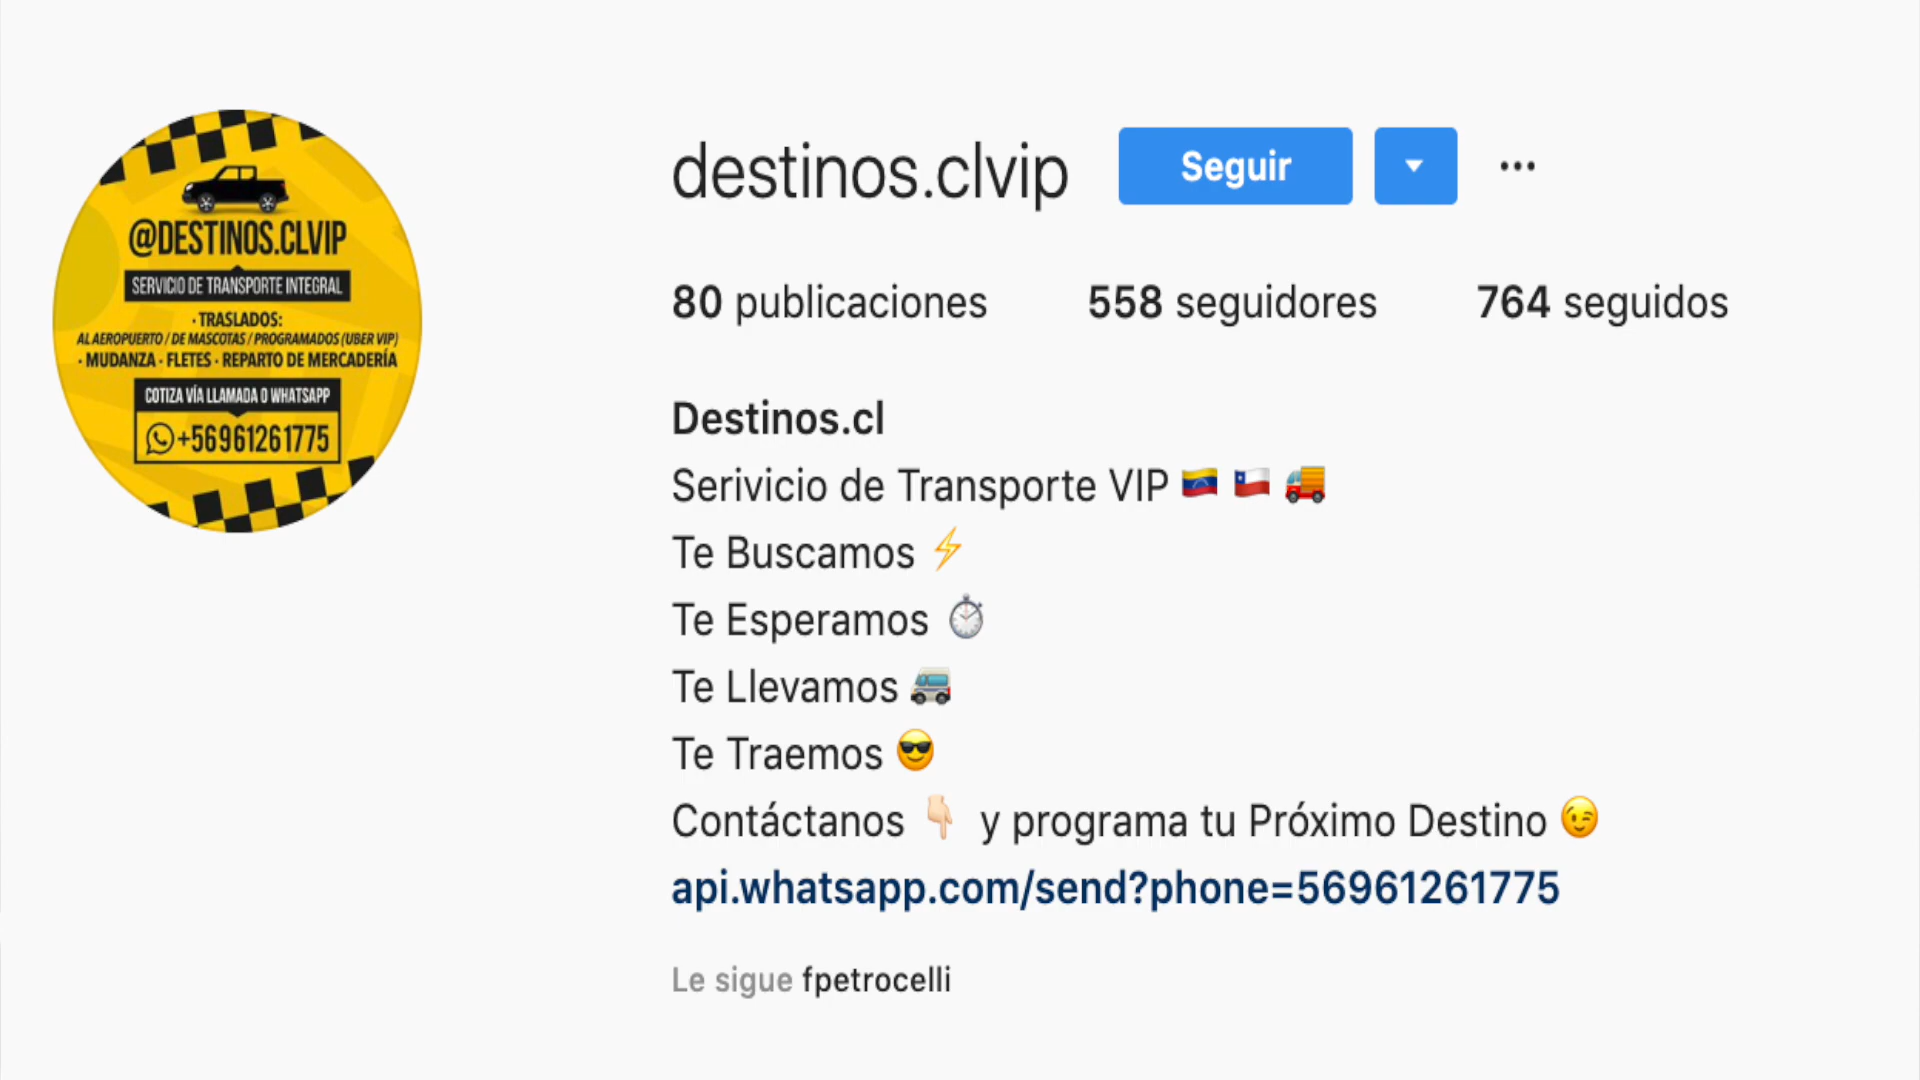 @DESTINOS.CLVIP
SERVICIO DE TRANSPORTE INTEGRAL
· TRASLADOS:
AL AEROPUERTO / DE MASCOTAS / PROGRAMADOS (UBER VIP)
· MUDANZA · FLETES · REPARTO DE MERCADERÍA
COTIZA VÍA LLAMADA O WHATSAPP
+56961261775
destinos.clvip Seguir
80 publicaciones 558 seguidores 764 seguidos
Destinos.cl
Serivicio de Transporte VIP 🇻🇪 🇨🇱 🚚
Te Buscamos ⚡
Te Esperamos ⏱
Te Llevamos 🚐
Te Traemos 😎
Contáctanos 👇🏻 y programa tu Próximo Destino 😉
api.whatsapp.com/send?phone=56961261775
Le sigue fpetrocelli